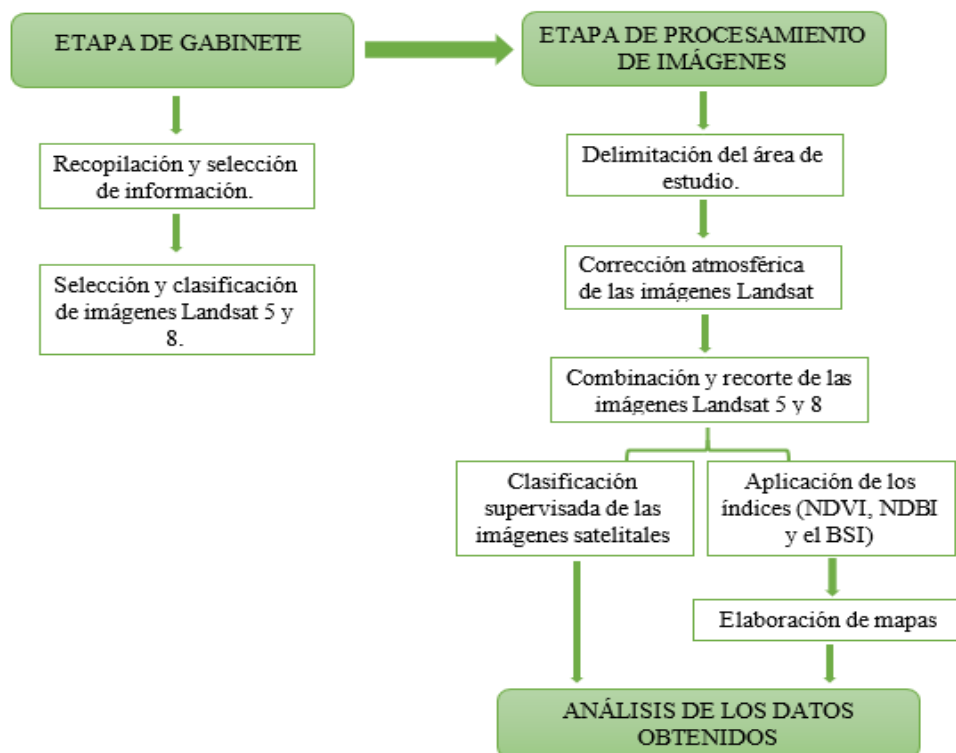 ETAPA DE GABINETE
Recopilación y selección
de información.
Selección y clasificación
de imágenes Landsat 5 y
8.
ETAPA DE PROCESAMIENTO
DE IMÁGENES
Delimitación del área de
estudio.
Corrección atmosférica
de las imágenes Landsat
Combinación y recorte de las
imágenes Landsat 5 y 8
Clasificación
supervisada de las
imágenes satelitales
Aplicación de los
índices (NDVI, NDBI
y el BSI)
Elaboración de mapas
ANÁLISIS DE LOS DATOS
OBTENIDOS